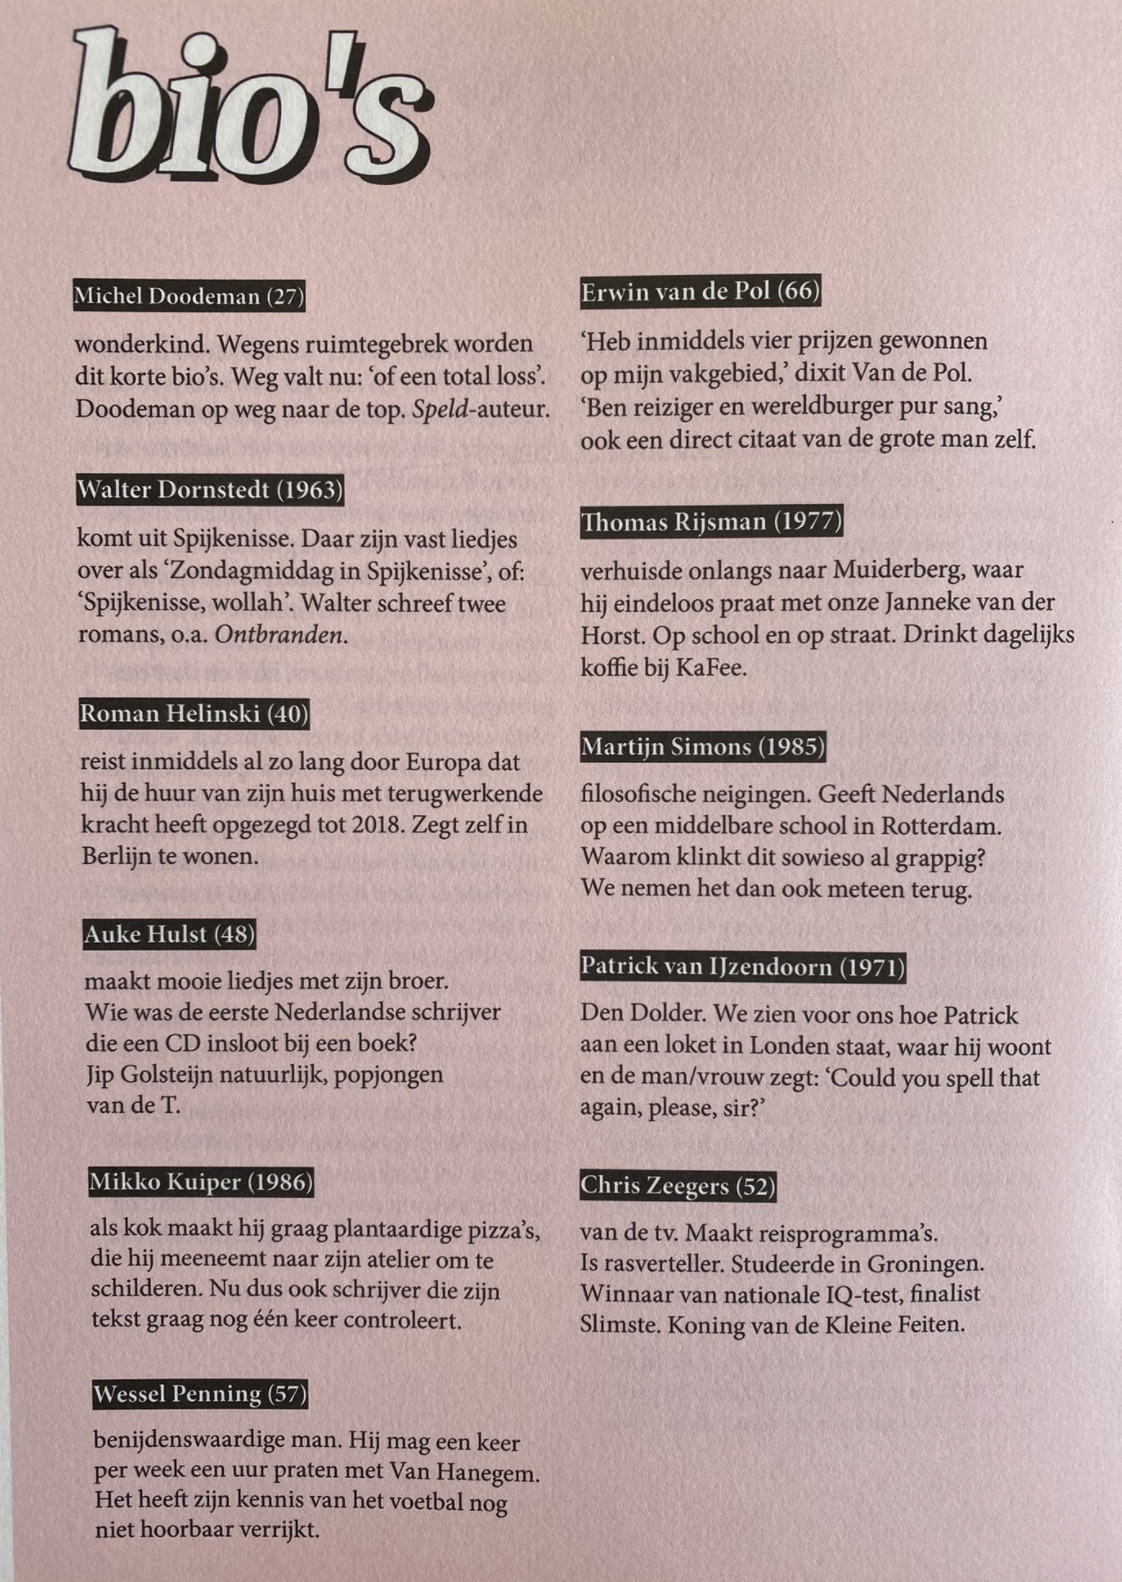 bio's
Michel Doodeman (27)
wonderkind. Wegens ruimtegebrek worden
dit korte bio’s. Weg valt nu: ‘of een total loss’.
Doodeman op weg naar de top. Speld-auteur.
Walter Dornstedt (1963)
komt uit Spijkenisse. Daar zijn vast liedjes
over als ‘Zondagmiddag in Spijkenisse’, of:
‘Spijkenisse, wollah’. Walter schreef twee
romans, o.a. Ontbranden.
Roman Helinski (40)
reist inmiddels al zo lang door Europa dat
hij de huur van zijn huis met terugwerkende
kracht heeft opgezegd tot 2018. Zegt zelf in
Berlijn te wonen.
Auke Hulst (48)
maakt mooie liedjes met zijn broer.
Wie was de eerste Nederlandse schrijver
die een CD insloot bij een boek?
Jip Golsteijn natuurlijk, popjongen
van de T.
Mikko Kuiper (1986)
als kok maakt hij graag plantaardige pizza’s,
die hij meeneemt naar zijn atelier om te
schilderen. Nu dus ook schrijver die zijn
tekst graag nog één keer controleert.
Wessel Penning (57)
benijdenswaardige man. Hij mag een keer
per week een uur praten met Van Hanegem.
Het heeft zijn kennis van het voetbal nog
niet hoorbaar verrijkt.
Erwin van de Pol (66)
‘Heb inmiddels vier prijzen gewonnen
op mijn vakgebied,’ dixit Van de Pol.
‘Ben reiziger en wereldburger pur sang,’
ook een direct citaat van de grote man zelf.
Thomas Rijsman (1977)
verhuisde onlangs naar Muiderberg, waar
hij eindeloos praat met onze Janneke van der
Horst. Op school en op straat. Drinkt dagelijks
koffie bij KaFee.
Martijn Simons (1985)
filosofische neigingen. Geeft Nederlands
op een middelbare school in Rotterdam.
Waarom klinkt dit sowieso al grappig?
We nemen het dan ook meteen terug.
Patrick van IJzendoorn (1971)
Den Dolder. We zien voor ons hoe Patrick
aan een loket in Londen staat, waar hij woont
en de man/vrouw zegt: ‘Could you spell that
again, please, sir?’
Chris Zeegers (52)
van de tv. Maakt reisprogramma’s.
Is rasverteller. Studeerde in Groningen.
Winnaar van nationale IQ-test, finalist
Slimste. Koning van de Kleine Feiten.